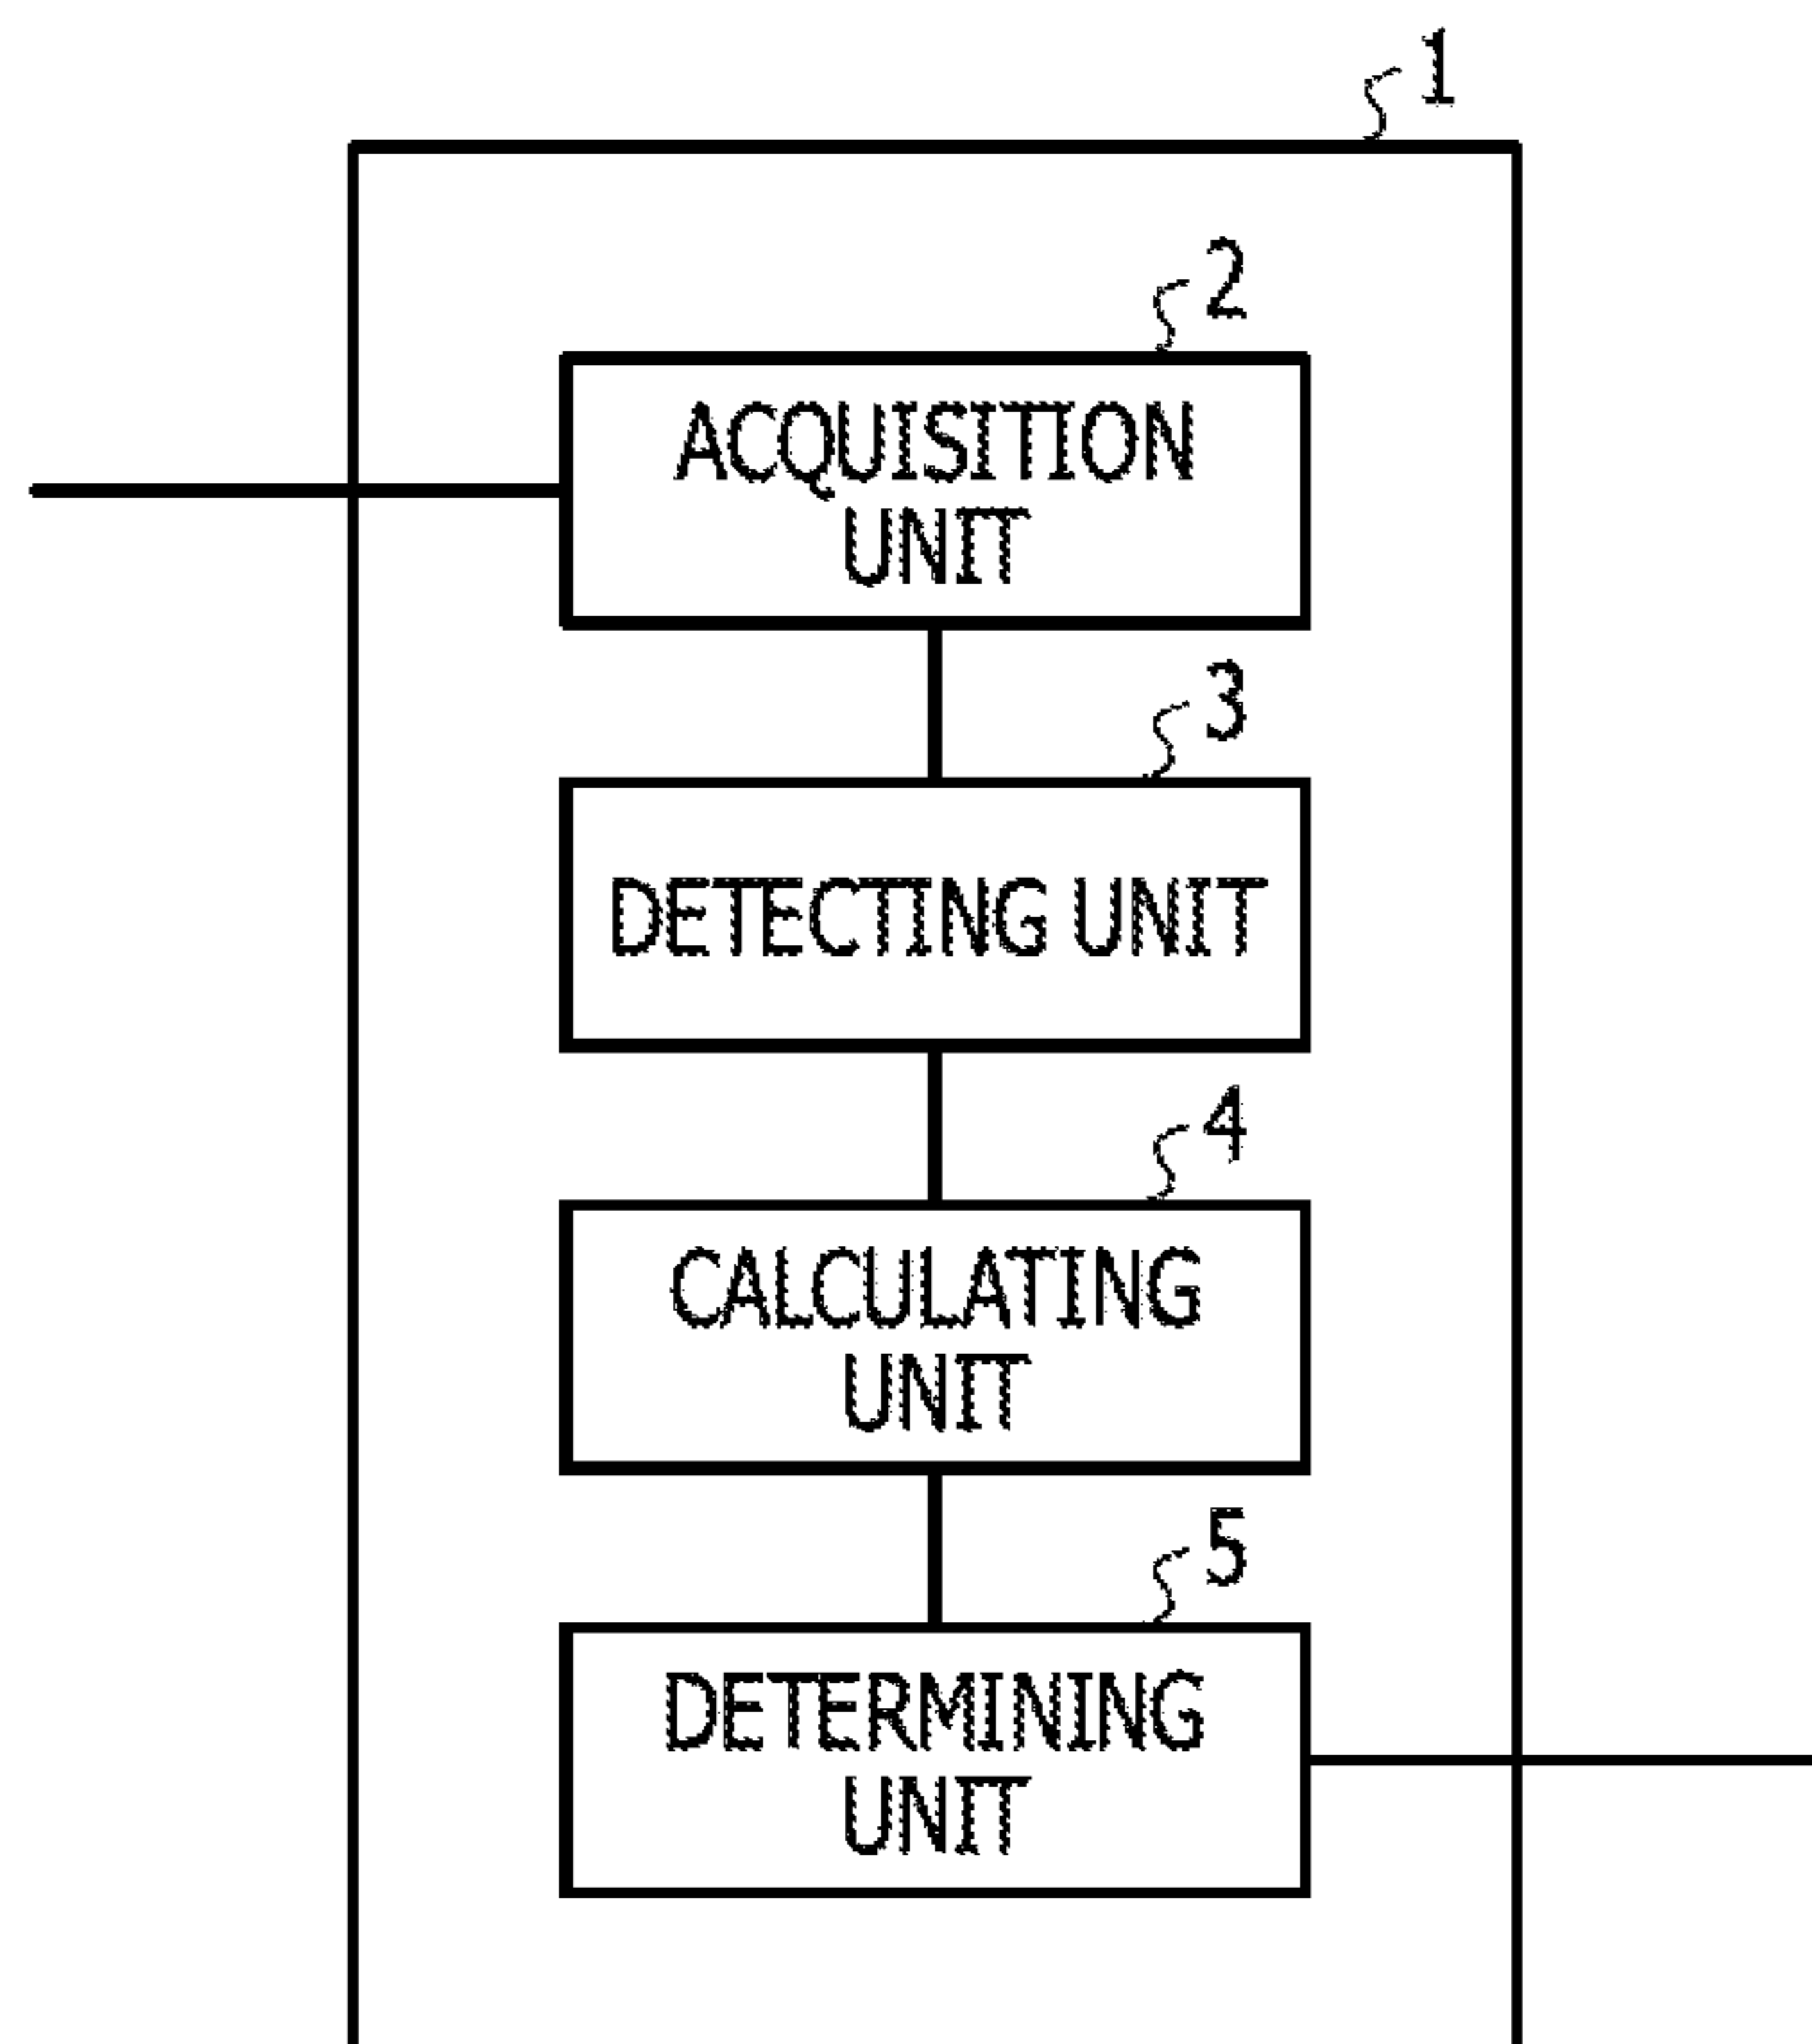 1
2
ACQUISITION
UNIT
3
DETECTING UNIT
4
CALCULATING
UNIT
5
DETERMINING
UNIT